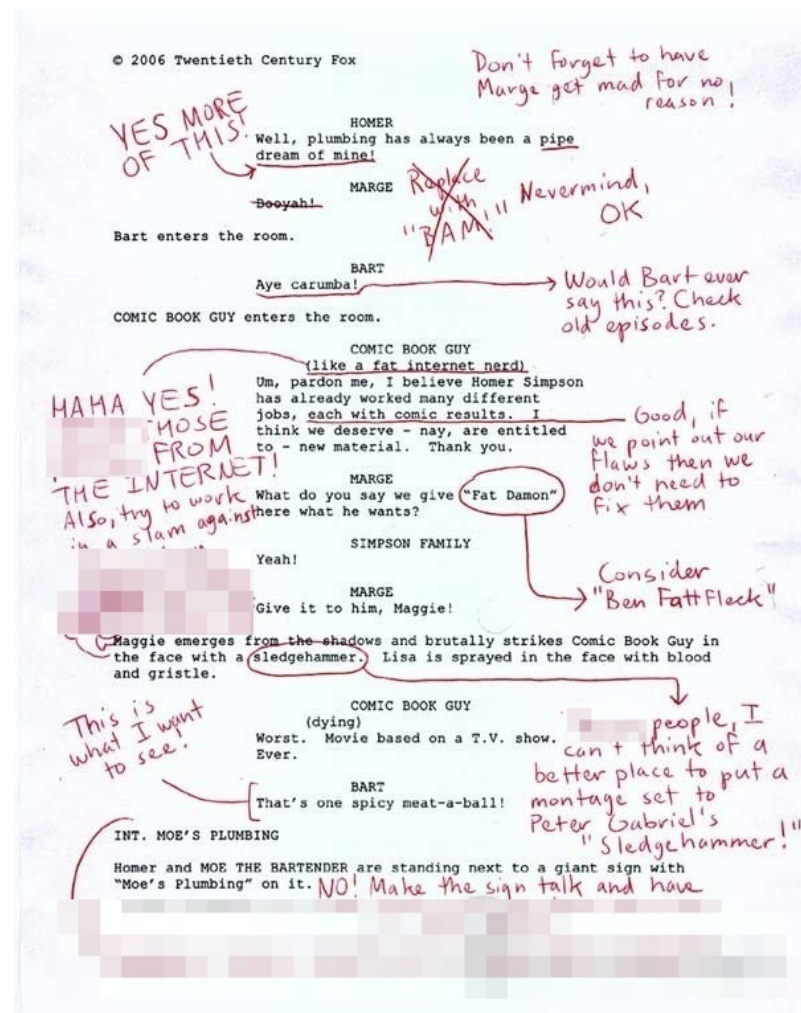 © 2006 Twentieth Century Fox
Don't forget to have
Marge get mad for no
reason!
YES MORE
OF THIS!
HOMER
Well, plumbing has always been a pipe
dream of mine!
MARGE
Booyah!
Replace
with
"BAM!"
Nevermind,
OK
Bart enters the room.
BART
Aye carumba!
Would Bart ever
say this? Check
old episodes.
COMIC BOOK GUY enters the room.
COMIC BOOK GUY
(like a fat internet nerd)
Um, pardon me, I believe Homer Simpson
has already worked many different
jobs, each with comic results. I
think we deserve - nay, are entitled
to - new material. Thank you.
HAHA YES!
HOSE
FROM
THE INTERNET!
Also, try to work
in a slam against
Good, if
we point out our
flaws then we
don't need to
fix them
MARGE
What do you say we give "Fat Damon"
here what he wants?
SIMPSON FAMILY
Yeah!
Consider
"Ben Fattfleck"
MARGE
Give it to him, Maggie!
Maggie emerges from the shadows and brutally strikes Comic Book Guy in
the face with a sledgehammer. Lisa is sprayed in the face with blood
and gristle.
COMIC BOOK GUY
(dying)
Worst. Movie based on a T.V. show.
Ever.
This is
what I want
to see.
people, I
can't think of a
better place to put a
montage set to
Peter Gabriel's
"Sledgehammer!"
BART
That's one spicy meat-a-ball!
INT. MOE'S PLUMBING
Homer and MOE THE BARTENDER are standing next to a giant sign with
"Moe's Plumbing" on it. NO! Make the sign talk and have